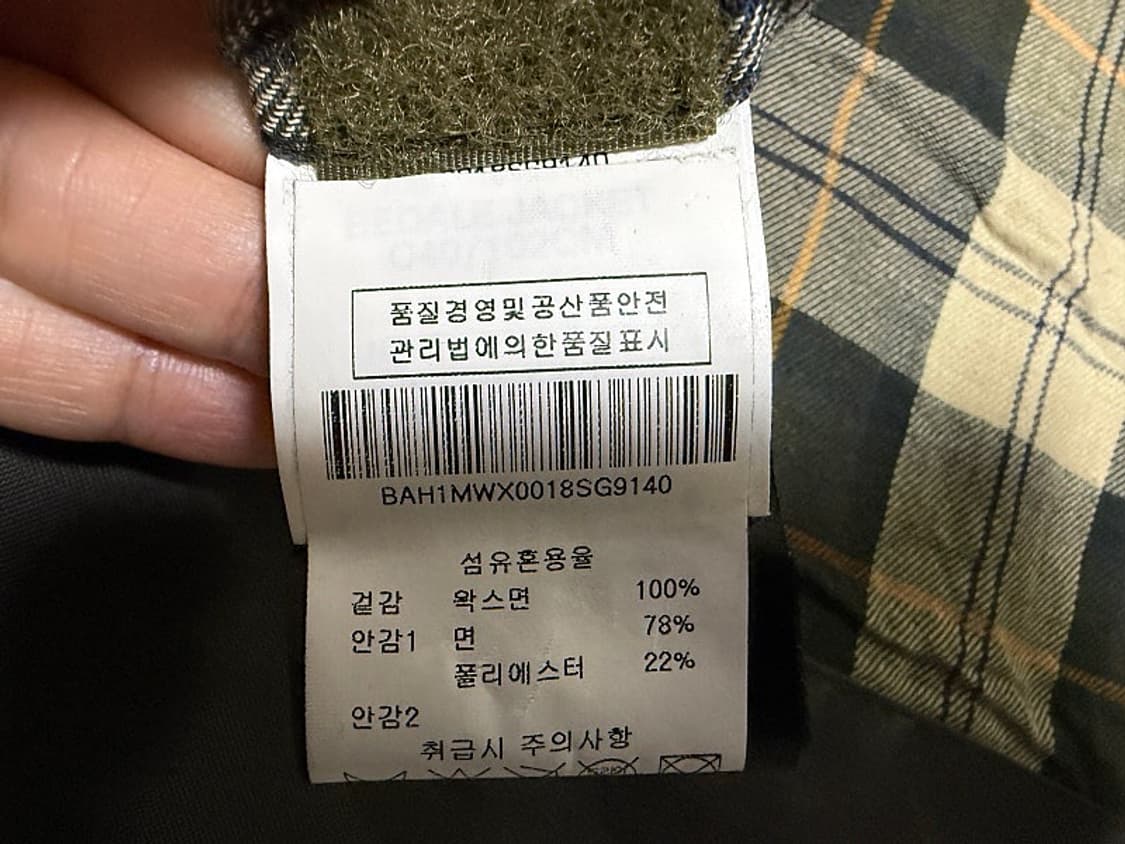 품질경영및공산품안전
관리법에의한품질표시
BAH1MWX0018SG9140
섬유혼용율
겉감 왁스면 100%
안감1 면 78%
폴리에스터 22%
안감2
취급시 주의사항